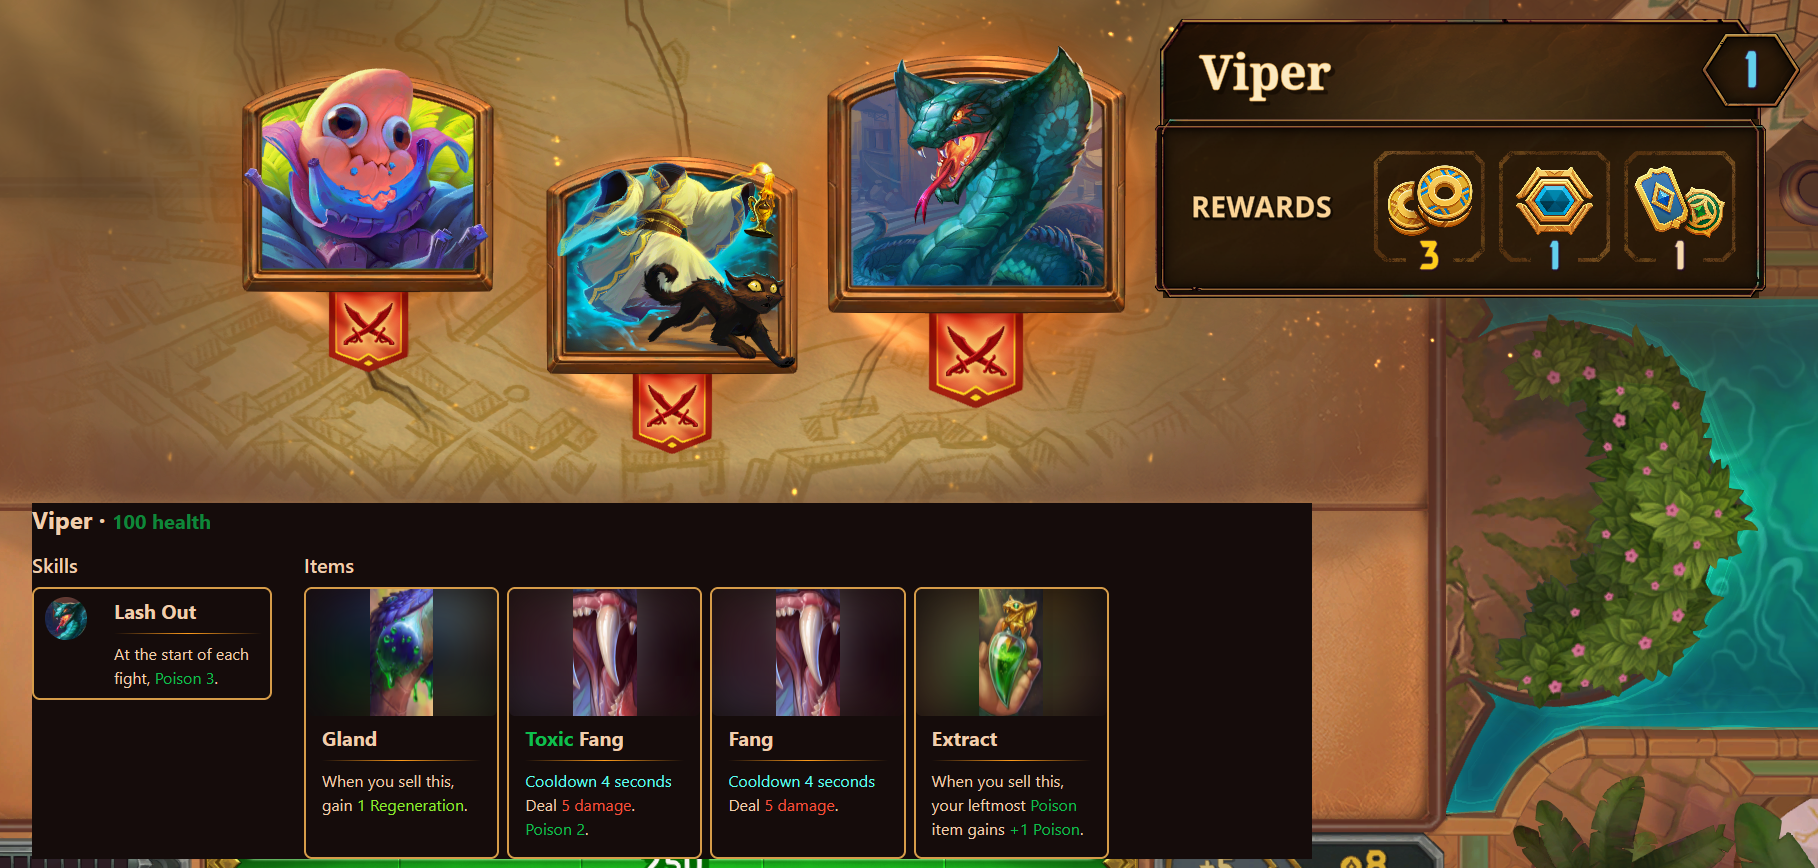 Viper
1
REWARDS
3
1
1
Viper · 100 health
Skills
Items
Lash Out
At the start of each
fight, Poison 3.
Gland
When you sell this,
gain 1 Regeneration.
Toxic Fang
Cooldown 4 seconds
Deal 5 damage.
Poison 2.
Fang
Cooldown 4 seconds
Deal 5 damage.
Extract
When you sell this,
your leftmost Poison
item gains +1 Poison.